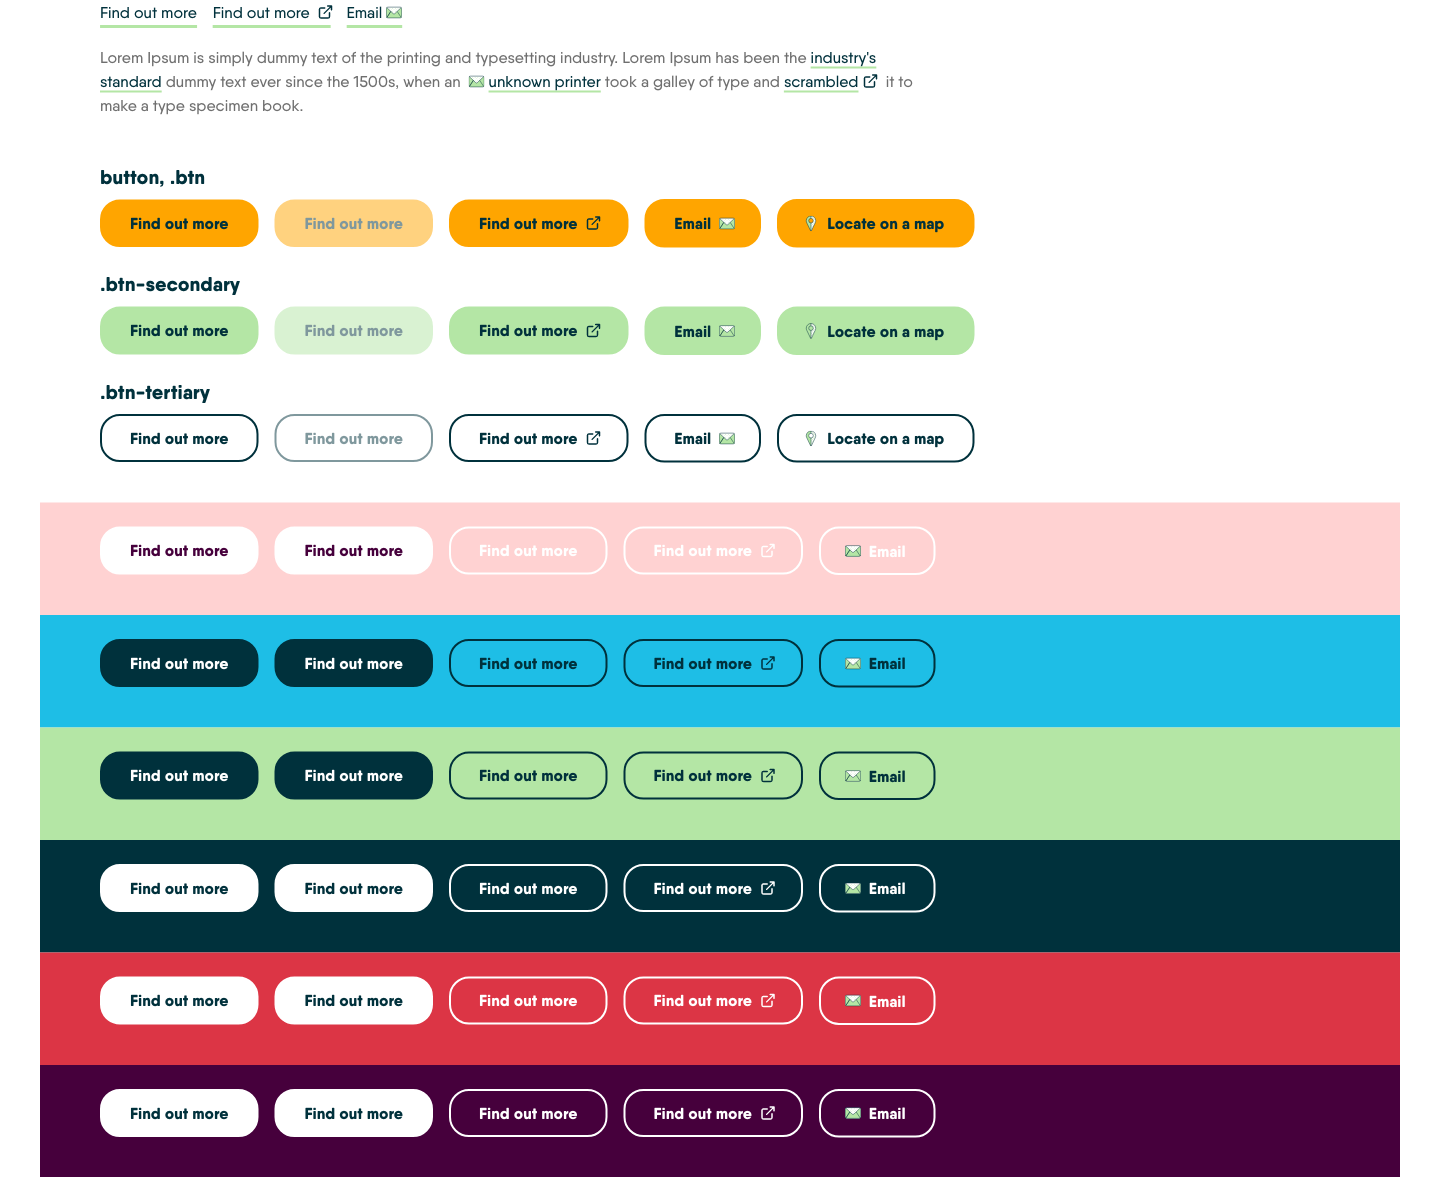 Find out more Find out more Email
Lorem Ipsum is simply dummy text of the printing and typesetting industry. Lorem Ipsum has been the industry's
standard dummy text ever since the 1500s, when an unknown printer took a galley of type and scrambled it to
make a type specimen book.
button, .btn
Find out more Find out more Find out more Email Locate on a map
.btn-secondary
Find out more Find out more Find out more Email Locate on a map
.btn-tertiary
Find out more Find out more Find out more Email Locate on a map
Find out more Find out more Find out more Find out more Email
Find out more Find out more Find out more Find out more Email
Find out more Find out more Find out more Find out more Email
Find out more Find out more Find out more Find out more Email
Find out more Find out more Find out more Find out more Email
Find out more Find out more Find out more Find out more Email